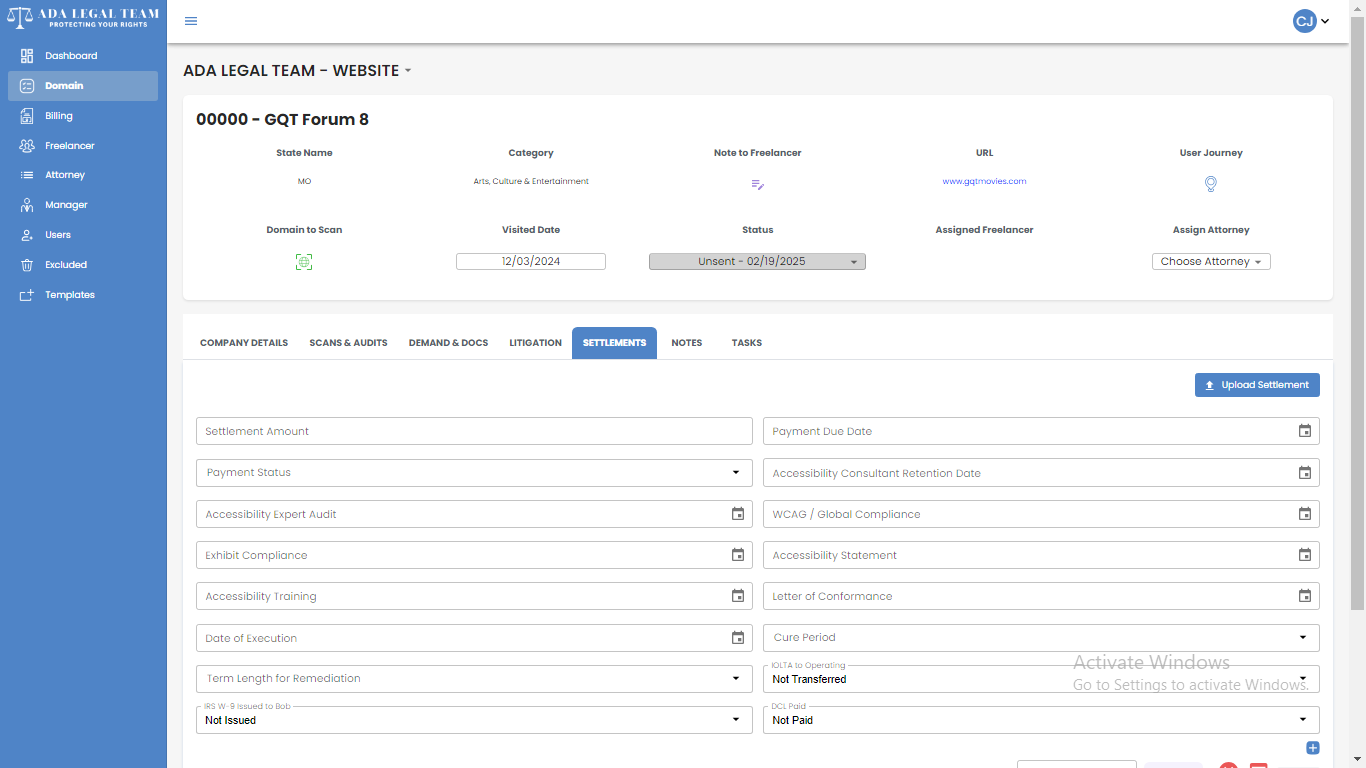 ADA LEGAL TEAM
PROTECTING YOUR RIGHTS
CJ
Dashboard
Domain
Billing
Freelancer
Attorney
Manager
Users
Excluded
Templates
ADA LEGAL TEAM - WEBSITE
00000 - GQT Forum 8
State Name Category Note to Freelancer URL User Journey
MO Arts, Culture & Entertainment www.gqtmovies.com
Domain to Scan Visited Date Status Assigned Freelancer Assign Attorney
12/03/2024 Unsent - 02/19/2025 Choose Attorney
COMPANY DETAILS SCANS & AUDITS DEMAND & DOCS LITIGATION SETTLEMENTS NOTES TASKS
Upload Settlement
Settlement Amount Payment Due Date
Payment Status Accessibility Consultant Retention Date
Accessibility Expert Audit WCAG / Global Compliance
Exhibit Compliance Accessibility Statement
Accessibility Training Letter of Conformance
Date of Execution Cure Period
Term Length for Remediation IOLTA to Operating
Not Transferred
IRS W-9 Issued to Bob DCL Paid
Not Issued Not Paid
Activate Windows
Go to Settings to activate Windows.